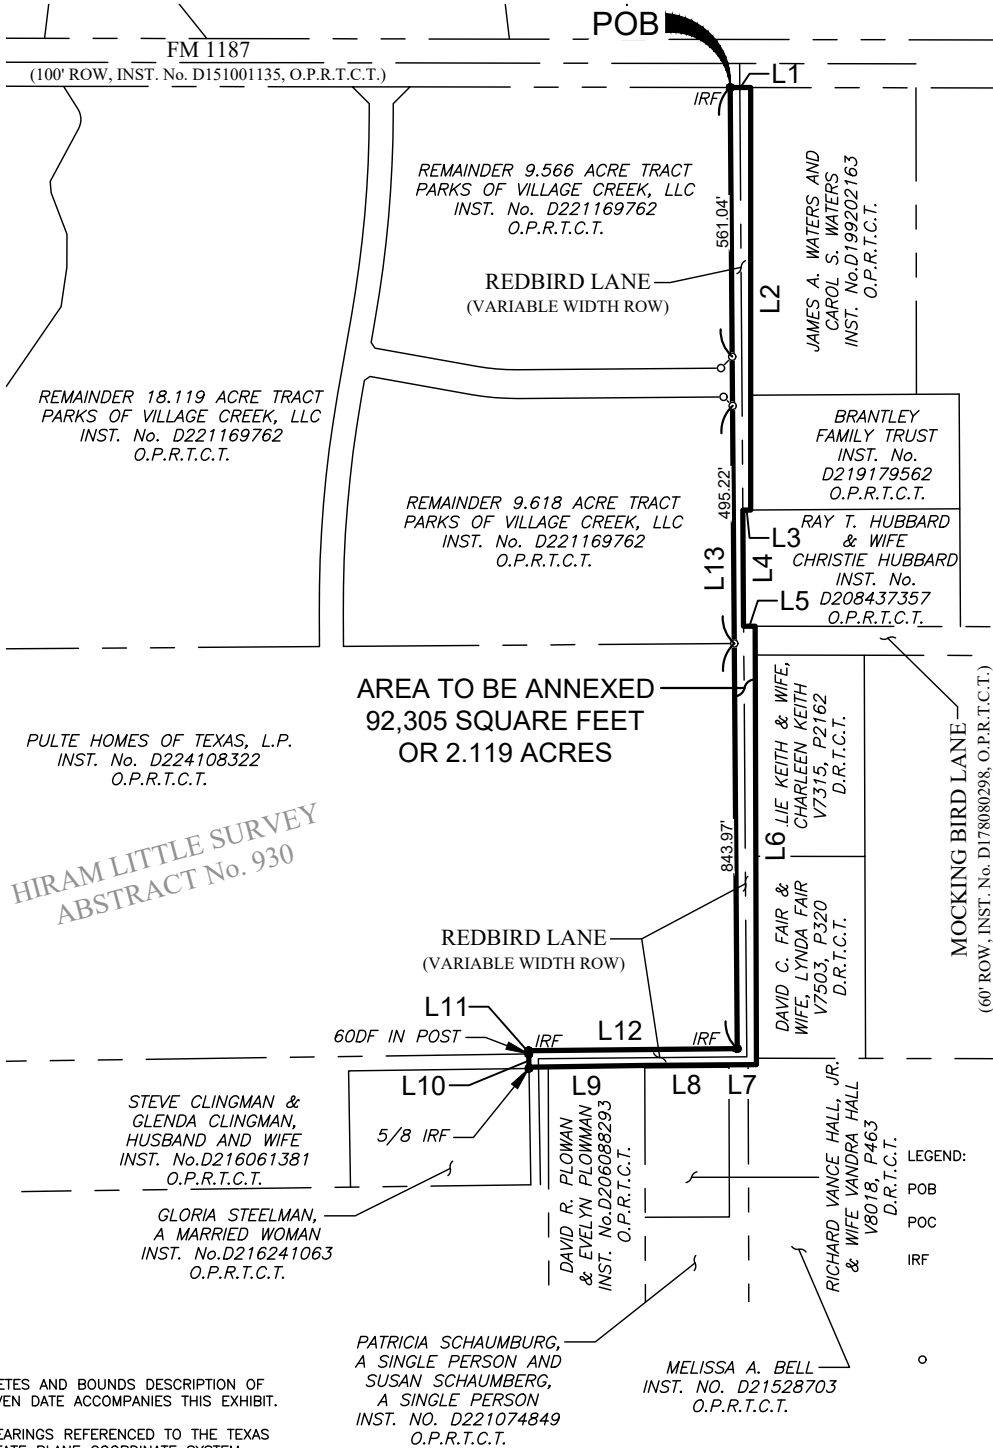 POB
FM 1187
(100' ROW, INST. No. D151001135, O.P.R.T.C.T.)
L1
IRF
REMAINDER 9.566 ACRE TRACT
PARKS OF VILLAGE CREEK, LLC
INST. No. D221169762
O.P.R.T.C.T.
561.04'
JAMES A. WATERS AND
CAROL S. WATERS
INST. No.D199202163
O.P.R.T.C.T.
REDBIRD LANE
(VARIABLE WIDTH ROW)
L2
REMAINDER 18.119 ACRE TRACT
PARKS OF VILLAGE CREEK, LLC
INST. No. D221169762
O.P.R.T.C.T.
BRANTLEY
FAMILY TRUST
INST. No.
D219179562
O.P.R.T.C.T.
REMAINDER 9.618 ACRE TRACT
PARKS OF VILLAGE CREEK, LLC
INST. No. D221169762
O.P.R.T.C.T.
495.22'
L3
RAY T. HUBBARD
& WIFE
CHRISTIE HUBBARD
INST. No.
D208437357
O.P.R.T.C.T.
L13
L4
L5
AREA TO BE ANNEXED
92,305 SQUARE FEET
OR 2.119 ACRES
PULTE HOMES OF TEXAS, L.P.
INST. No. D224108322
O.P.R.T.C.T.
LIE KEITH & WIFE,
CHARLEEN KEITH
V7315, P2162
D.R.T.C.T.
MOCKING BIRD LANE
(60' ROW, INST. No. D178080298, O.P.R.T.C.T.)
HIRAM LITTLE SURVEY
ABSTRACT No. 930
843.97'
L6
DAVID C. FAIR &
WIFE, LYNDA FAIR
V7503, P320
D.R.T.C.T.
REDBIRD LANE
(VARIABLE WIDTH ROW)
L11
60DF IN POST
IRF
L12
IRF
L10
L9
L8
L7
5/8 IRF
STEVE CLINGMAN &
GLENDA CLINGMAN,
HUSBAND AND WIFE
INST. No.D216061381
O.P.R.T.C.T.
DAVID R. PLOWAN
& EVELYN PLOWMAN
INST. No.D206088293
O.P.R.T.C.T.
RICHARD VANCE HALL, JR.
& WIFE VANDRA HALL
V8018, P463
D.R.T.C.T.
LEGEND:
POB
POC
IRF
GLORIA STEELMAN,
A MARRIED WOMAN
INST. No.D216241063
O.P.R.T.C.T.
PATRICIA SCHAUMBURG,
A SINGLE PERSON AND
SUSAN SCHAUMBERG,
A SINGLE PERSON
INST. NO. D221074849
O.P.R.T.C.T.
MELISSA A. BELL
INST. NO. D21528703
O.P.R.T.C.T.
ETES AND BOUNDS DESCRIPTION OF
VEN DATE ACCOMPANIES THIS EXHIBIT.
EARINGS REFERENCED TO THE TEXAS
TATE PLANE COORDINATE SYSTEM